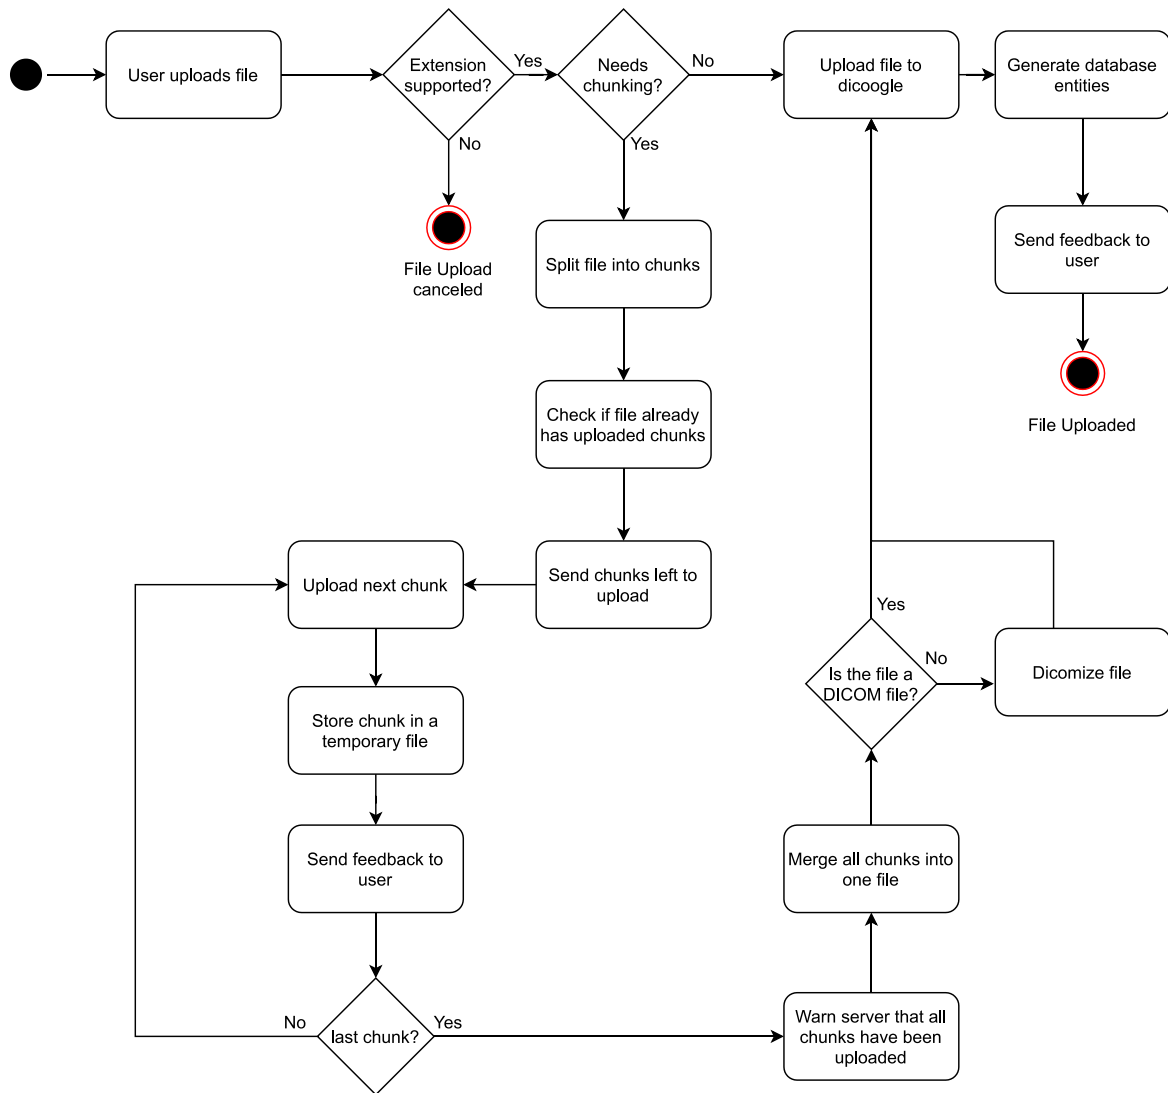 User uploads file
Extension
supported?
Yes
No
Needs
chunking?
No
Yes
Upload file to
dicoogle
Generate database
entities
File Upload
canceled
Split file into chunks
Send feedback to
user
File Uploaded
Check if file already
has uploaded chunks
Send chunks left to
upload
Upload next chunk
Store chunk in a
temporary file
Send feedback to
user
last chunk?
No
Yes
Warn server that all
chunks have been
uploaded
Merge all chunks into
one file
Is the file a
DICOM file?
Yes
No
Dicomize file